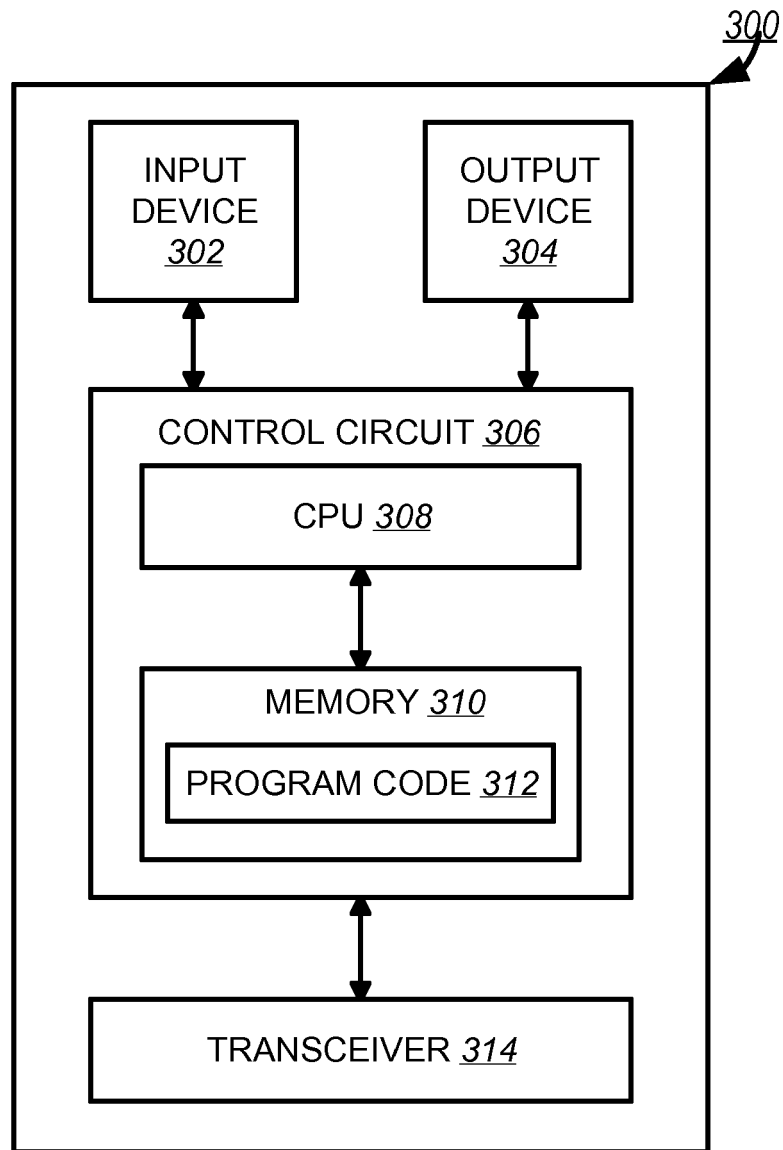 300
INPUT
DEVICE
302
OUTPUT
DEVICE
304
CONTROL CIRCUIT 306
CPU 308
MEMORY 310
PROGRAM CODE 312
TRANSCEIVER 314